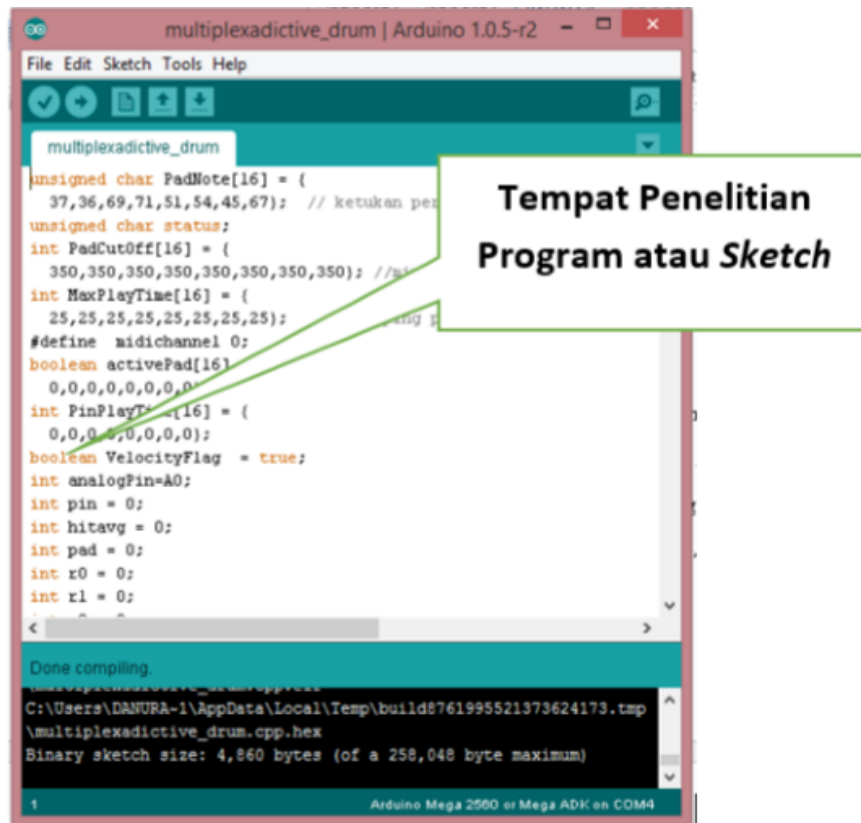 multiplexadictive_drum | Arduino 1.0.5-r2
File Edit Sketch Tools Help
multiplexadictive_drum
unsigned char PadNote[16] = {
37,36,69,71,51,54,45,67}; // ketukan per
unsigned char status;
int PadCutOff[16] = {
350,350,350,350,350,350,350,350};
int MaxPlayTime[16] = {
25,25,25,25,25,25,25,25};
#define midichannel 0;
boolean activePad[16]
0,0,0,0,0,0,0,0}
int PinPlayTime[16] = {
0,0,0,0,0,0,0,0};
boolean VelocityFlag = true;
int analogPin=A0;
int pin = 0;
int hitavg = 0;
int pad = 0;
int r0 = 0;
int r1 = 0;
Tempat Penelitian
Program atau Sketch
Done compiling.
C:\Users\DANURA~1\AppData\Local\Temp\build8761995521373624173.tmp
\multiplexadictive_drum.cpp.hex
Binary sketch size: 4,860 bytes (of a 258,048 byte maximum)
1 Arduino Mega 2560 or Mega ADK on COM4